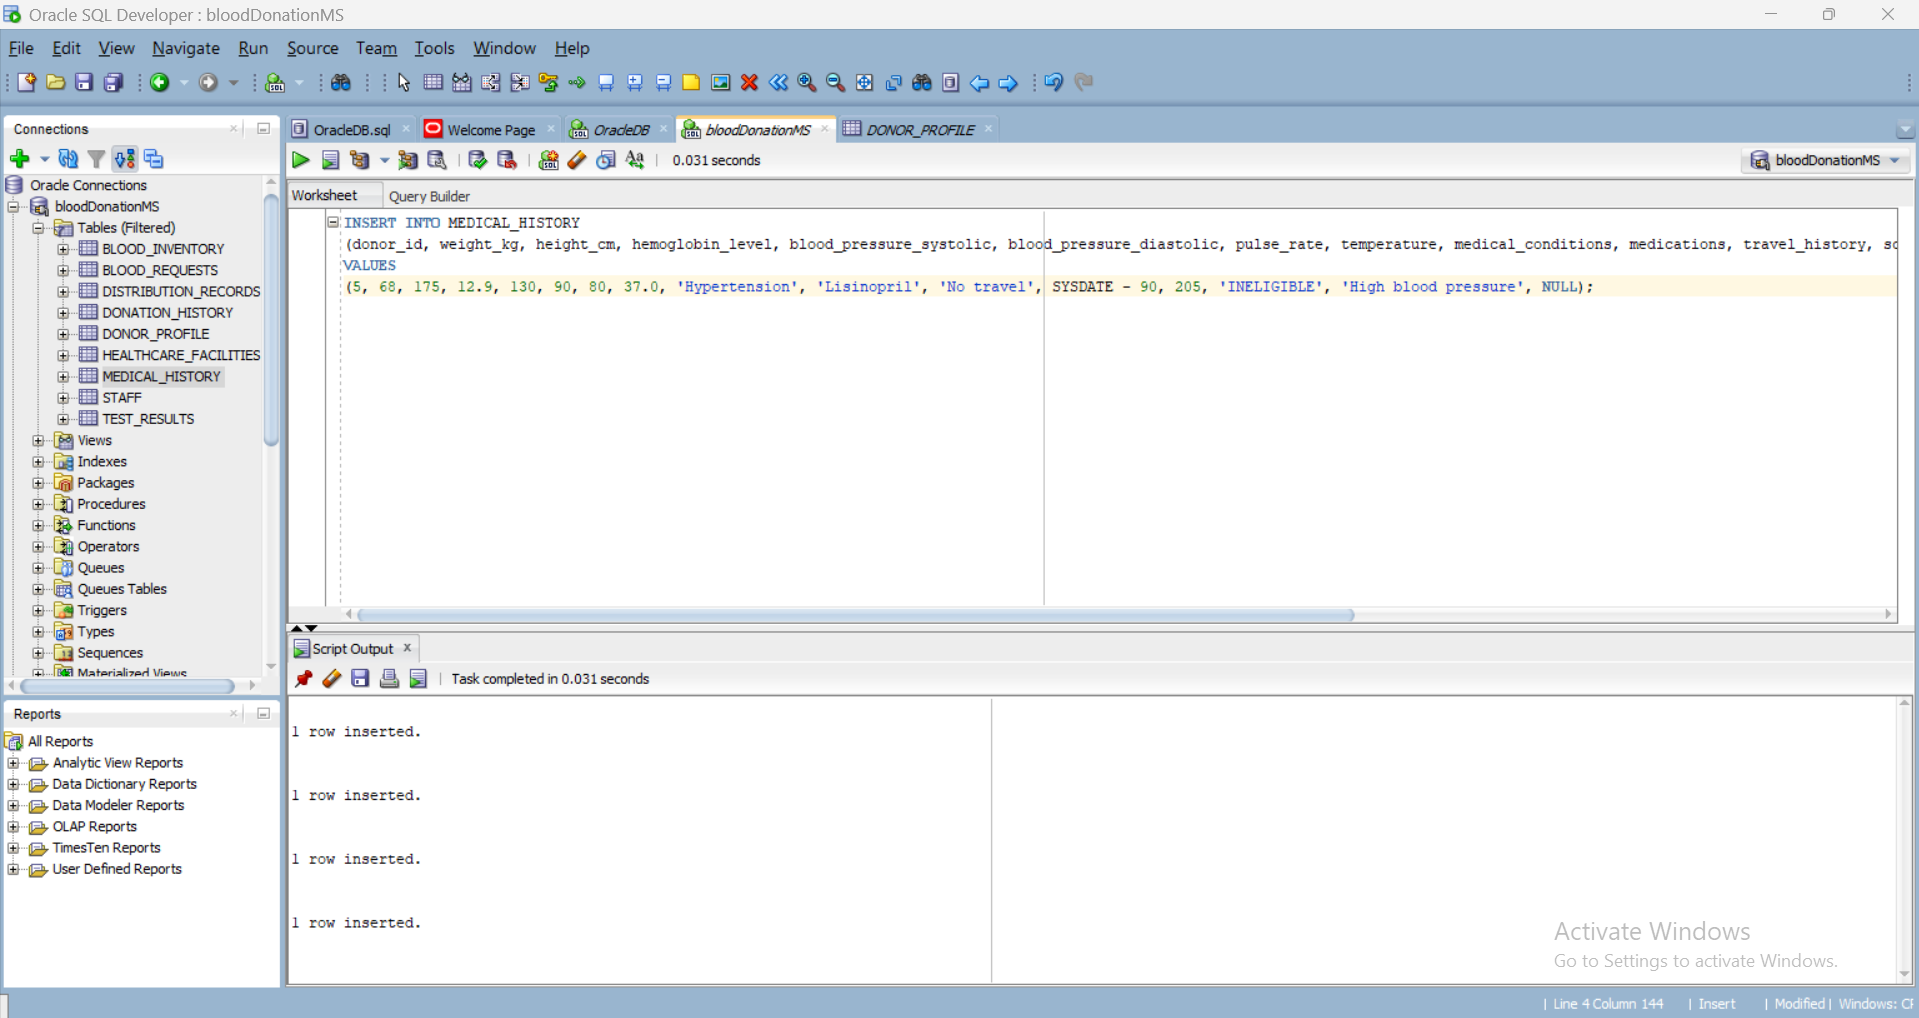 Oracle SQL Developer : bloodDonationMS
File Edit View Navigate Run Source Team Tools Window Help
Connections
Oracle Connections
bloodDonationMS
Tables (Filtered)
BLOOD_INVENTORY
BLOOD_REQUESTS
DISTRIBUTION_RECORDS
DONATION_HISTORY
DONOR_PROFILE
HEALTHCARE_FACILITIES
MEDICAL_HISTORY
STAFF
TEST_RESULTS
Views
Indexes
Packages
Procedures
Functions
Operators
Queues
Queues Tables
Triggers
Types
Sequences
Materialized Views
Reports
All Reports
Analytic View Reports
Data Dictionary Reports
Data Modeler Reports
OLAP Reports
TimesTen Reports
User Defined Reports
OracleDB.sql Welcome Page OracleDB bloodDonationMS DONOR_PROFILE
0.031 seconds
bloodDonationMS
Worksheet Query Builder
INSERT INTO MEDICAL_HISTORY
(donor_id, weight_kg, height_cm, hemoglobin_level, blood_pressure_systolic, blood_pressure_diastolic, pulse_rate, temperature, medical_conditions, medications, travel_history,
VALUES
(5, 68, 175, 12.9, 130, 90, 80, 37.0, 'Hypertension', 'Lisinopril', 'No travel', SYSDATE - 90, 205, 'INELIGIBLE', 'High blood pressure', NULL);
Script Output
Task completed in 0.031 seconds
1 row inserted.
1 row inserted.
1 row inserted.
1 row inserted.
Activate Windows
Go to Settings to activate Windows.
| Line 4 Column 144 | Insert | Modified | Windows: